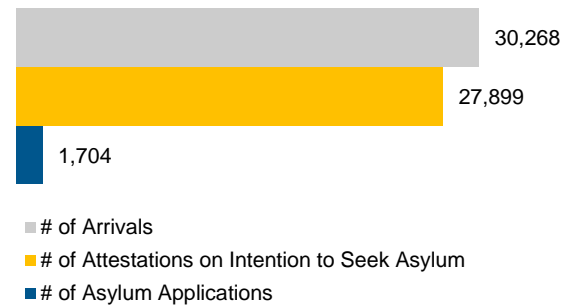 30,268
27,899
1,704
# of Arrivals
# of Attestations on Intention to Seek Asylum
# of Asylum Applications